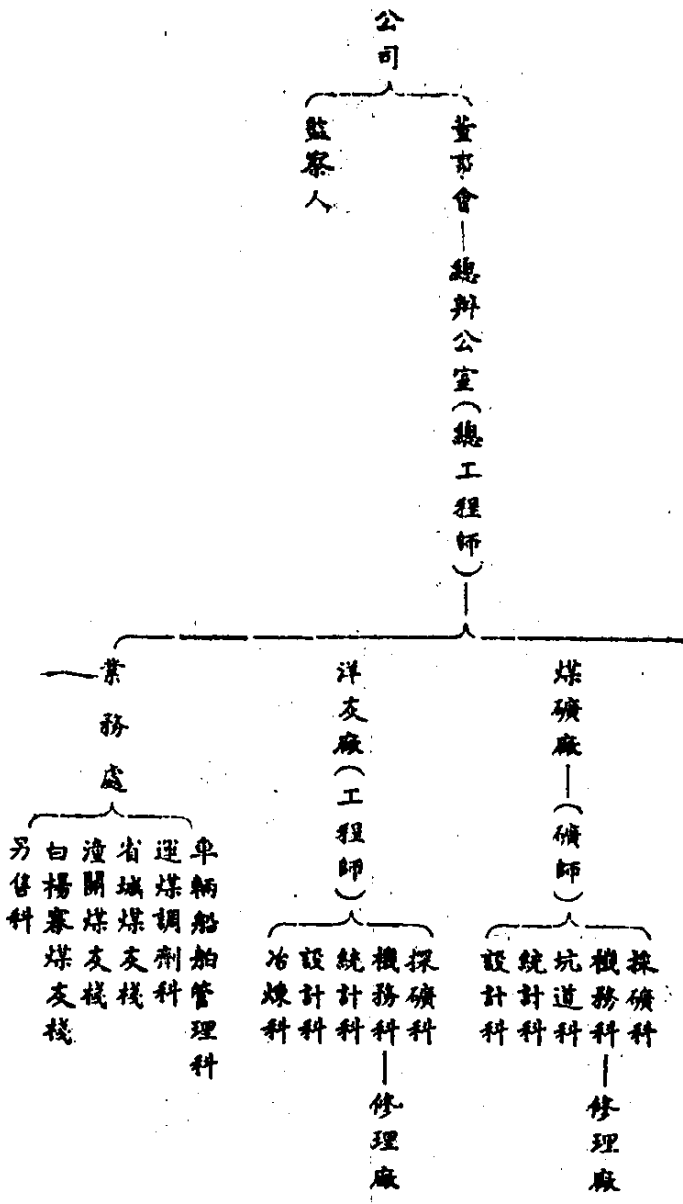 公司
董事會—總辦公室(總工程師)
監察人
煤礦廠—(礦師)
採礦科
機務科—修理廠
坑道科
統計科
設計科
洋灰廠(工程師)
採礦科
機務科—修理廠
統計科
設計科
冶煉科
業務處
車輛船舶管理科
運煤調劑科
省城煤灰棧
潼關煤灰棧
白楊寨煤灰棧
另售科